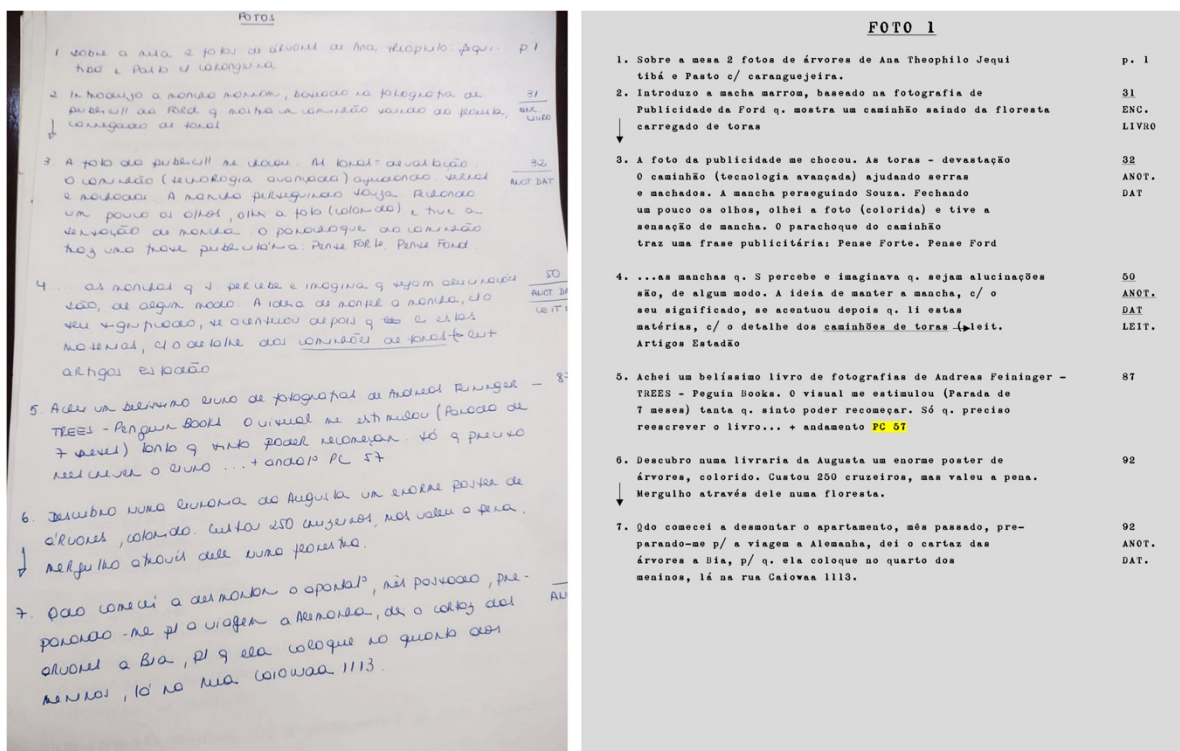 FOTOS
1 Sobre a mesa 2 fotos de árvores de Ana Theophilo: Jequi- p. 1
tibá e Pasto c/ caranguejeira
2 Introduzo a mancha marrom, baseado na fotografia de 31
public// da Ford q mostra um caminhão saindo da floresta, ENC
carregado de toras LIVRO
3 A foto da public// me chocou. As toras = devastação. 32
O caminhão (tecnologia avançada) ajudando serras ANOT DAT
e machados. A mancha perseguindo Souza. Fechando
um pouco os olhos, olhei a foto (colorida) e tive a
sensação de mancha. O parachoque do caminhão
traz uma frase publicitária: Pense Forte. Pense Ford.
4 ... as manchas q S percebe e imagina q sejam alucinações 50
são, de algum modo. A ideia de manter a mancha, c/o ANOT DA
seu significado, se acentuou depois q li estas LEIT
matérias, c/o detalhe dos caminhões de toras leit
artigos estadão
5 Achei um belíssimo livro de fotografias de Andreas Feininger - 87
TREES - Penguin Books O visual me estimulou (Parada de
7 meses) tanto q sinto poder recomeçar. Só q preciso
reescrever o livro ... + andaº PC 57
6. Descubro numa livraria da Augusta um enorme poster de
árvores, colorido. Custou 250 cruzeiros, mas valeu a pena.
Mergulho através dele numa floresta.
7. Qdo comecei a desmontar o apartaº, mês passado, pre-
parando-me p/ a viagem a Alemanha, dei o cartaz das AN
árvores a Bia, p/ q ela coloque no quarto dos
meninos, lá na rua Caiowaa 1113.
FOTO 1
1. Sobre a mesa 2 fotos de árvores de Ana Theophilo Jequi p. 1
tibá e Pasto c/ caranguejeira.
2. Introduzo a macha marrom, baseado na fotografia de 31
Publicidade da Ford q. mostra um caminhão saindo da floresta ENC.
carregado de toras LIVRO
3. A foto da publicidade me chocou. As toras - devastação 32
O caminhão (tecnologia avançada) ajudando serras ANOT.
e machados. A mancha perseguindo Souza. Fechando DAT
um pouco os olhos, olhei a foto (colorida) e tive a
sensação de mancha. O parachoque do caminhão
traz uma frase publicitária: Pense Forte. Pense Ford
4. ...as manchas q. S percebe e imaginava q. sejam alucinações 50
são, de algum modo. A ideia de manter a mancha, c/ o ANOT.
seu significado, se acentuou depois q. li estas DAT
matérias, c/ o detalhe dos caminhões de toras (leit. LEIT.
Artigos Estadão
5. Achei um belíssimo livro de fotografias de Andreas Feininger - 87
TREES - Peguin Books. O visual me estimulou (Parada de
7 meses) tanta q. sinto poder recomeçar. Só q. preciso
reescrever o livro... + andamento PC 57
6. Descubro numa livraria da Augusta um enorme poster de 92
árvores, colorido. Custou 250 cruzeiros, mas valeu a pena.
Mergulho através dele numa floresta.
7. Qdo comecei a desmontar o apartamento, mês passado, pre- 92
parando-me p/ a viagem a Alemanha, dei o cartaz das ANOT.
árvores a Bia, p/ q. ela coloque no quarto dos DAT.
meninos, lá na rua Caiowaa 1113.